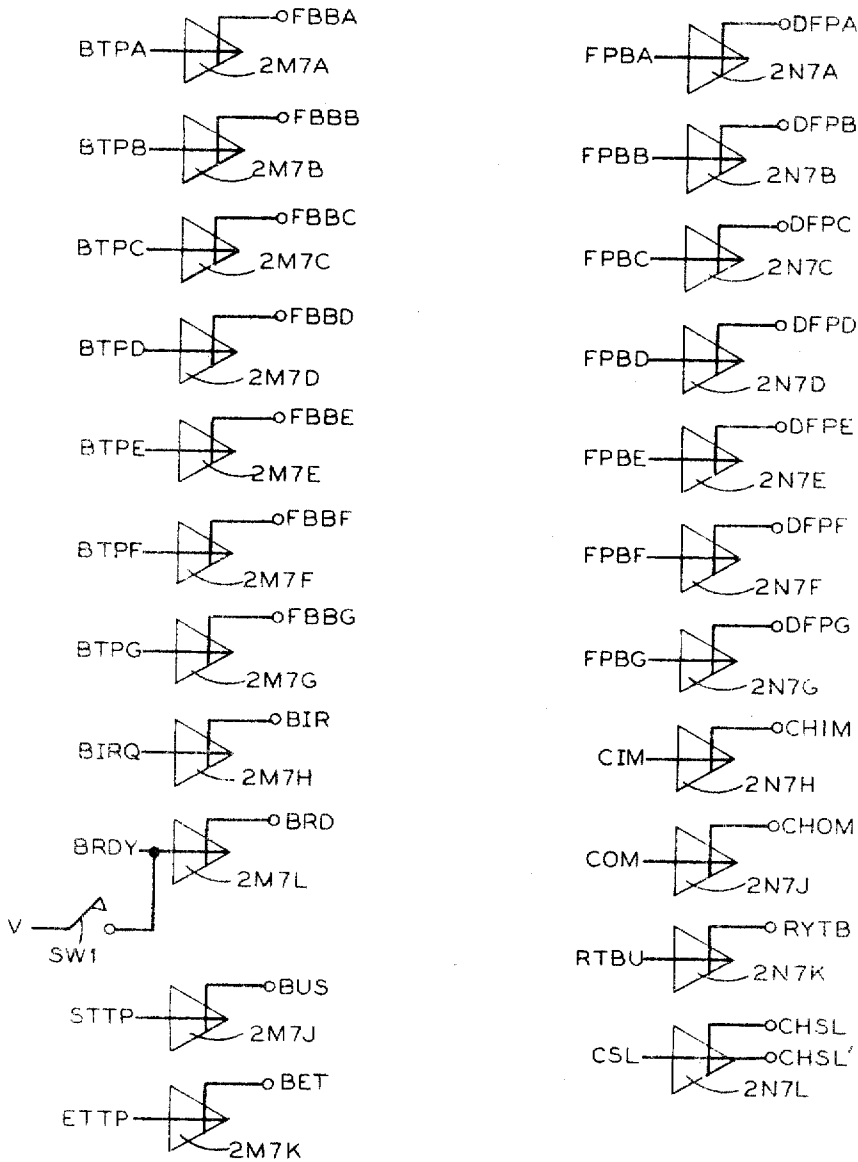 FBBA
BTPA
2M7A
FBBB
BTPB
2M7B
FBBC
BTPC
2M7C
FBBD
BTPD
2M7D
FBBE
BTPE
2M7E
FBBF
BTPF
2M7F
FBBG
BTPG
2M7G
BIR
BIRQ
2M7H
BRD
BRDY
2M7L
V
SW1
BUS
STTP
2M7J
BET
ETTP
2M7K
DFPA
FPBA
2N7A
DFPB
FPBB
2N7B
DFPC
FPBC
2N7C
DFPD
FPBD
2N7D
DFPE
FPBE
2N7E
DFPF
FPBF
2N7F
DFPG
FPBG
2N7G
CHIM
CIM
2N7H
CHOM
COM
2N7J
RYTB
RTBU
2N7K
CHSL
CSL
CHSL'
2N7L